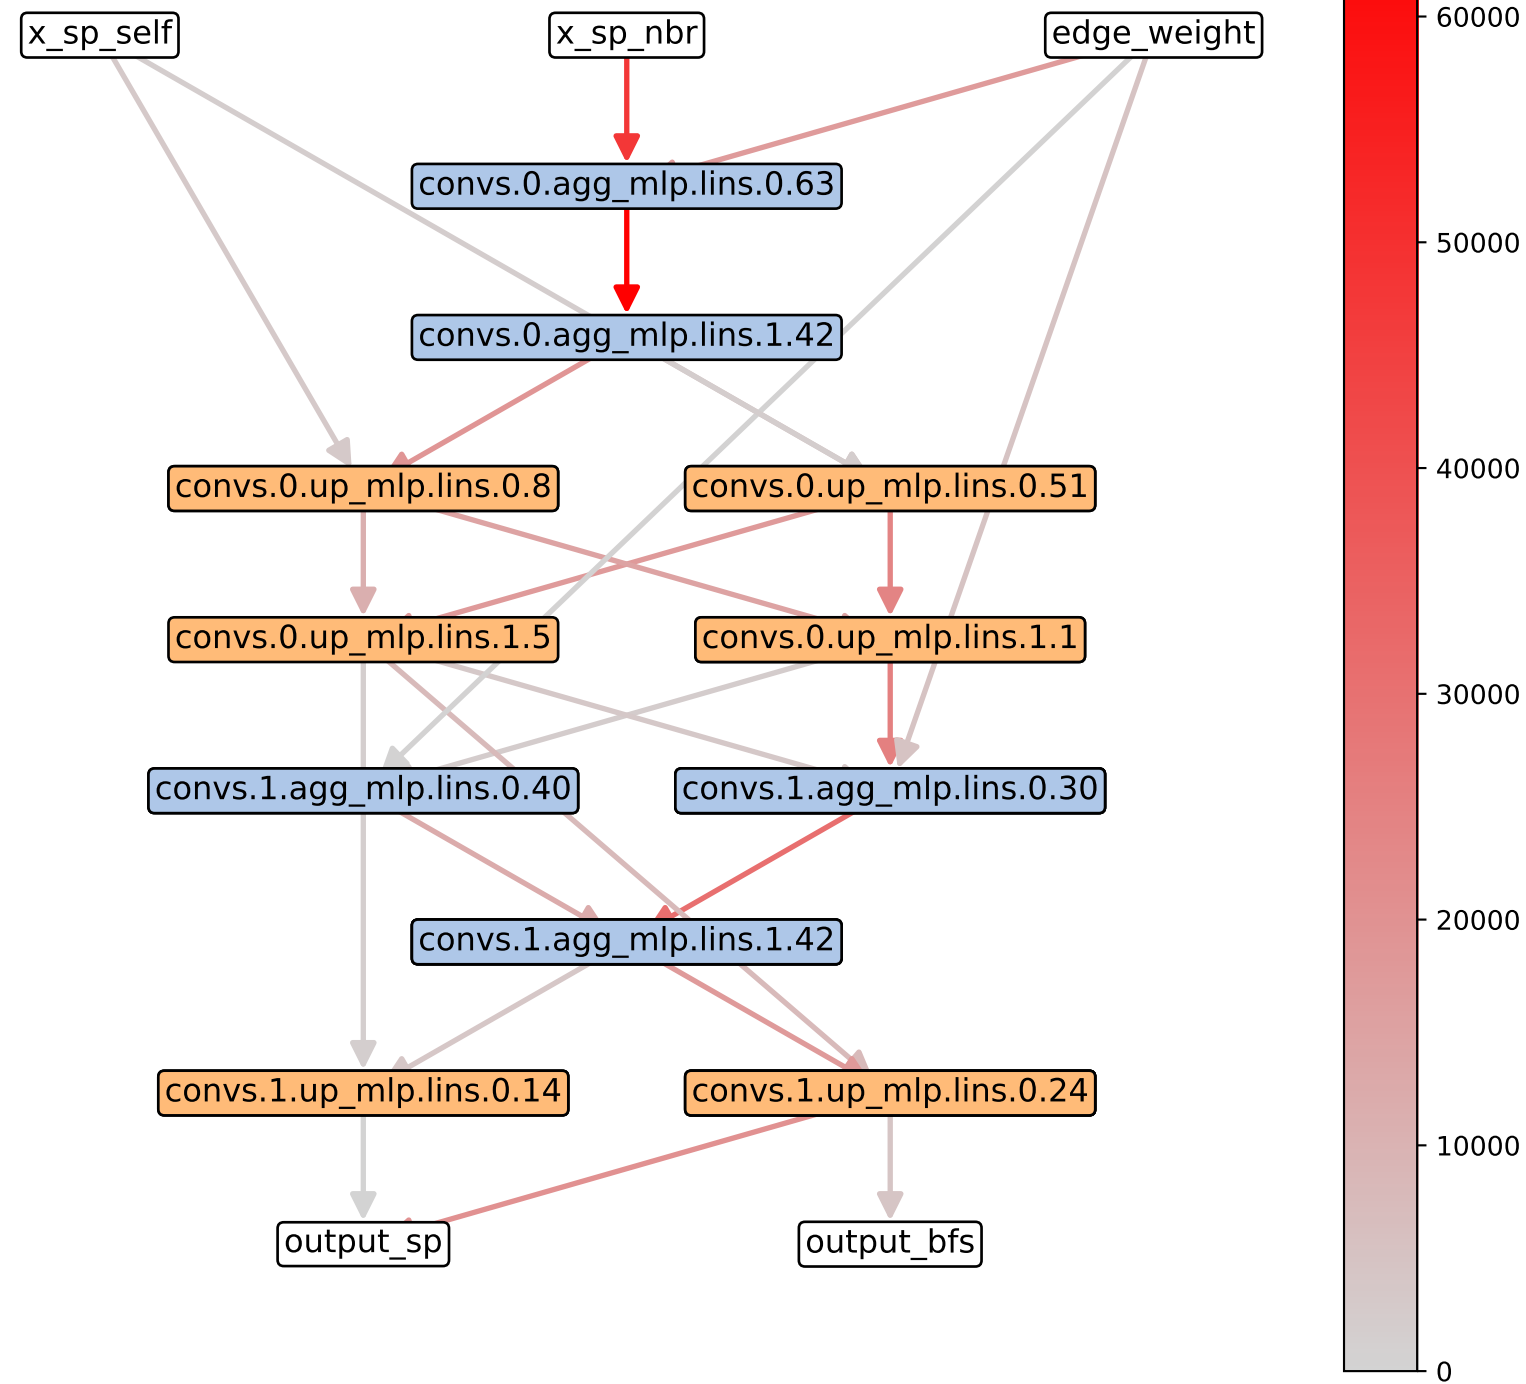 x_sp_self
x_sp_nbr
edge_weight
60000
convs.0.agg_mlp.lins.0.63
50000
convs.0.agg_mlp.lins.1.42
40000
convs.0.up_mlp.lins.0.8
convs.0.up_mlp.lins.0.51
convs.0.up_mlp.lins.1.5
convs.0.up_mlp.lins.1.1
30000
convs.1.agg_mlp.lins.0.40
convs.1.agg_mlp.lins.0.30
20000
convs.1.agg_mlp.lins.1.42
convs.1.up_mlp.lins.0.14
convs.1.up_mlp.lins.0.24
10000
output_sp
output_bfs
0